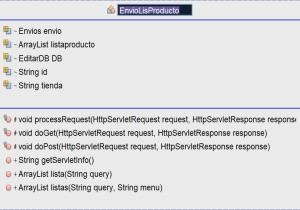 EnvioLisProducto
~ Envios envio
~ ArrayList listaproducto
~ EditarDB DB
~ String id
~ String tienda
# void processRequest(HttpServletRequest request, HttpServletResponse response
# void doGet(HttpServletRequest request, HttpServletResponse response)
# void doPost(HttpServletRequest request, HttpServletResponse response)
+ String getServletInfo()
+ ArrayList lista(String query)
+ ArrayList listas(String query, String menu)